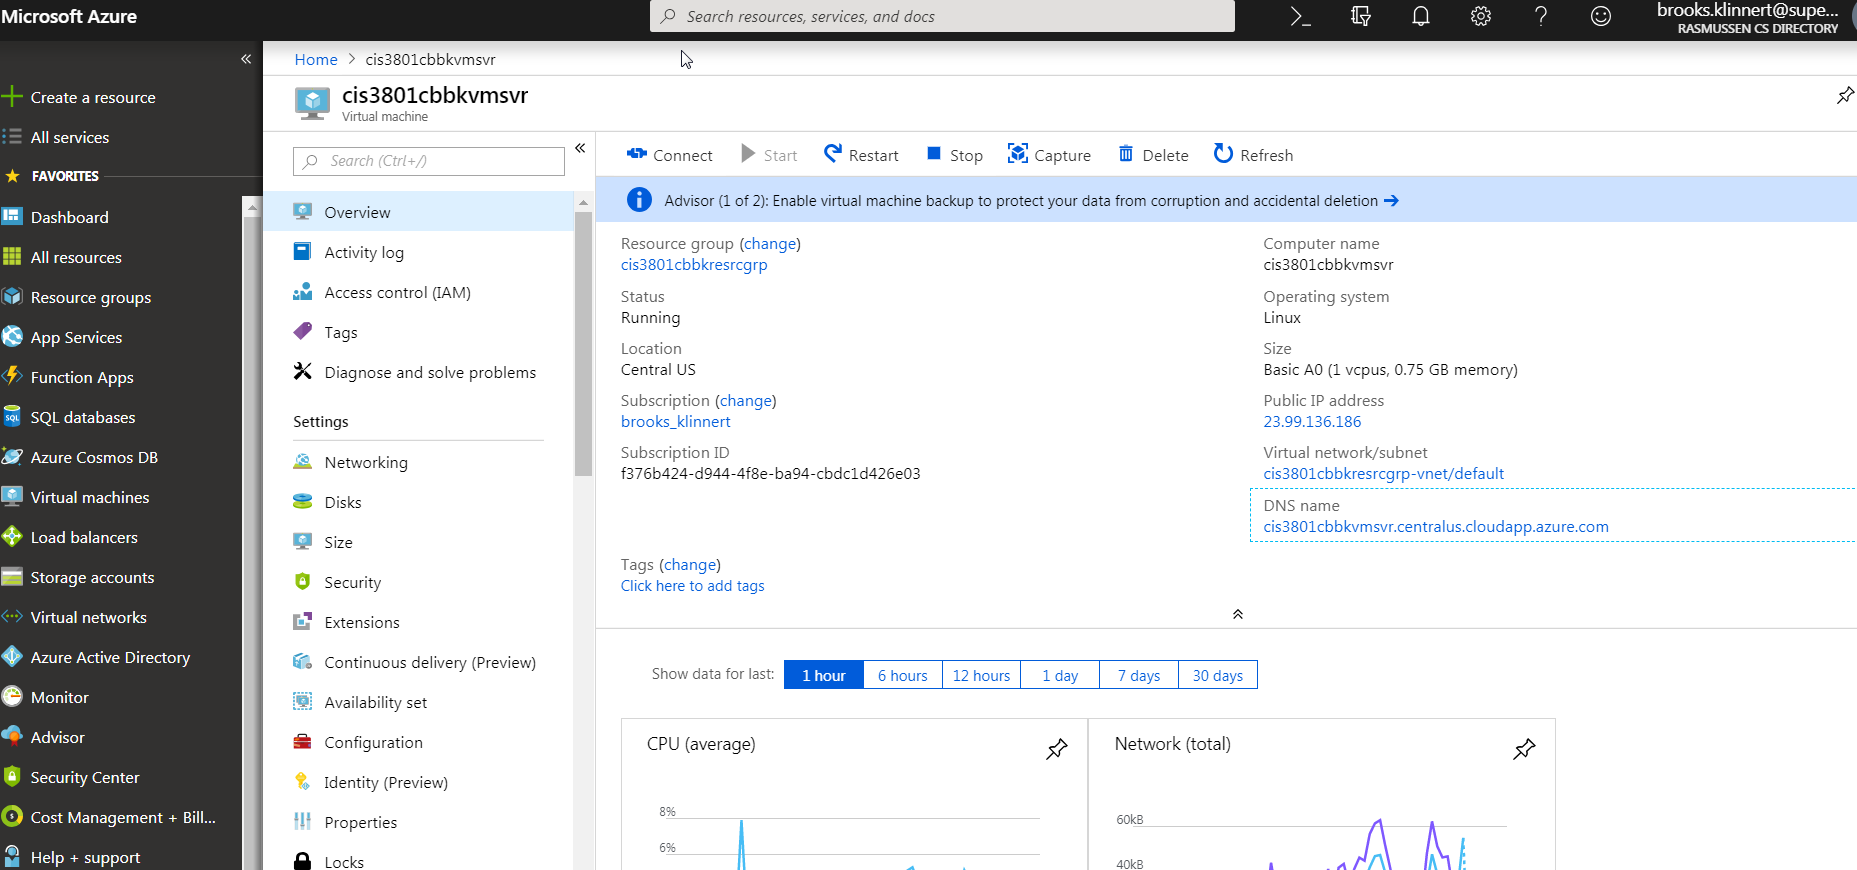 Microsoft Azure
Search resources, services, and docs
brooks.klinnert@supe...
RASMUSSEN CS DIRECTORY
Create a resource
All services
FAVORITES
Dashboard
All resources
Resource groups
App Services
Function Apps
SQL databases
Azure Cosmos DB
Virtual machines
Load balancers
Storage accounts
Virtual networks
Azure Active Directory
Monitor
Advisor
Security Center
Cost Management + Bill...
Help + support
Home > cis3801cbbkvmsvr
cis3801cbbkvmsvr
Virtual machine
Search (Ctrl+/)
Overview
Activity log
Access control (IAM)
Tags
Diagnose and solve problems
Settings
Networking
Disks
Size
Security
Extensions
Continuous delivery (Preview)
Availability set
Configuration
Identity (Preview)
Properties
Locks
Connect Start Restart Stop Capture Delete Refresh
Advisor (1 of 2): Enable virtual machine backup to protect your data from corruption and accidental deletion →
Resource group (change)
cis3801cbbkresrcgrp
Status
Running
Location
Central US
Subscription (change)
brooks_klinnert
Subscription ID
f376b424-d944-4f8e-ba94-cbdc1d426e03
Computer name
cis3801cbbkvmsvr
Operating system
Linux
Size
Basic A0 (1 vcpus, 0.75 GB memory)
Public IP address
23.99.136.186
Virtual network/subnet
cis3801cbbkresrcgrp-vnet/default
DNS name
cis3801cbbkvmsvr.centralus.cloudapp.azure.com
Tags (change)
Click here to add tags
Show data for last: 1 hour 6 hours 12 hours 1 day 7 days 30 days
CPU (average)
8%
6%
Network (total)
60kB
40kB